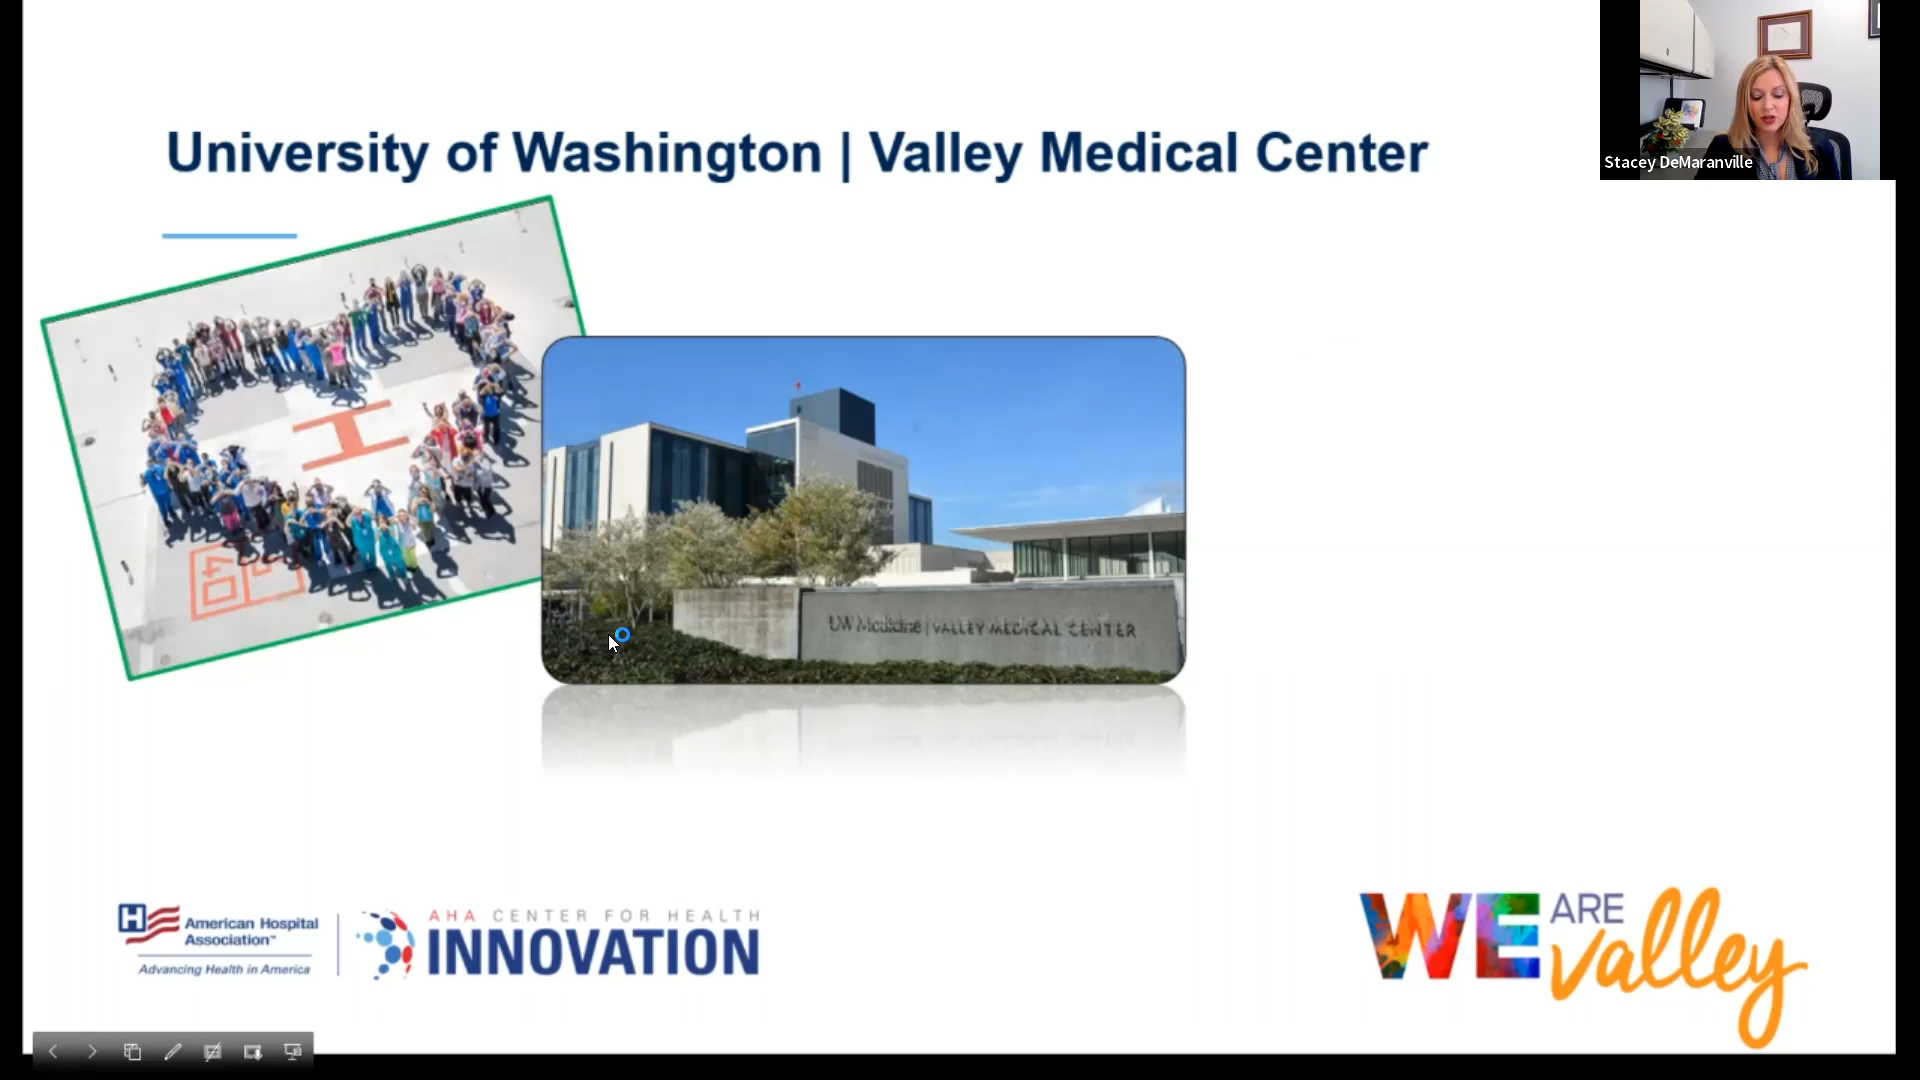 University of Washington | Valley Medical Center
Stacey DeMaranville
H
UW Medicine | VALLEY MEDICAL CENTER
H
American Hospital
Association™
Advancing Health in America
AHA CENTER FOR HEALTH
INNOVATION
WE ARE
valley